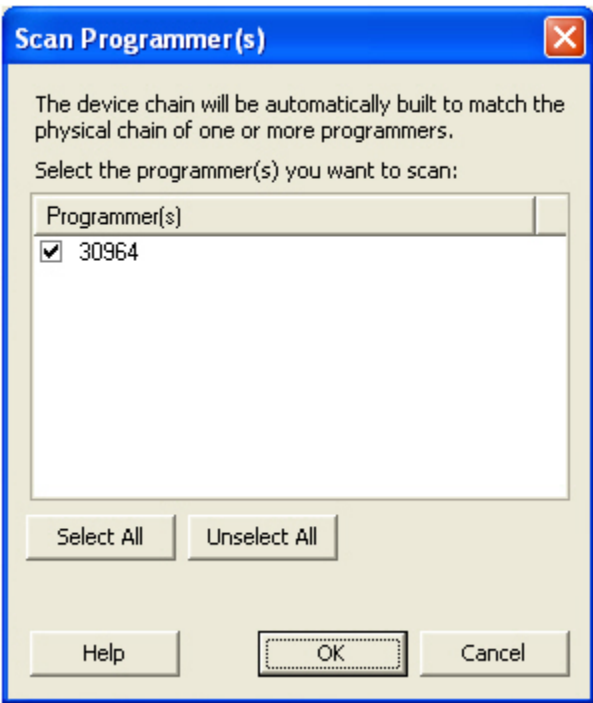 Scan Programmer(s)
The device chain will be automatically built to match the
physical chain of one or more programmers.
Select the programmer(s) you want to scan:
Programmer(s)
30964
Select All Unselect All
Help OK Cancel